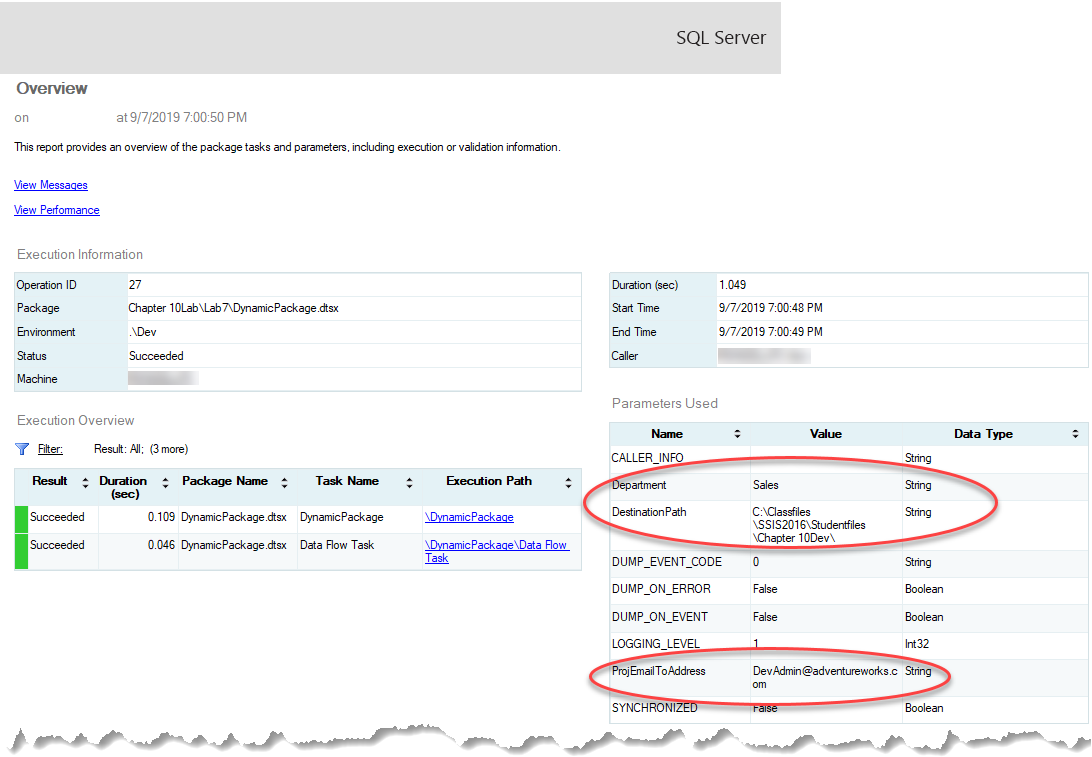 SQL Server
Overview
on at 9/7/2019 7:00:50 PM
This report provides an overview of the package tasks and parameters, including execution or validation information.
View Messages
View Performance
Execution Information
Operation ID 27
Package Chapter 10Lab\Lab7\DynamicPackage.dtsx
Environment .\Dev
Status Succeeded
Machine
Duration (sec) 1.049
Start Time 9/7/2019 7:00:48 PM
End Time 9/7/2019 7:00:49 PM
Caller
Execution Overview
Filter: Result: All; (3 more)
Result Duration Package Name Task Name Execution Path
(sec)
Succeeded 0.109 DynamicPackage.dtsx DynamicPackage \DynamicPackage
Succeeded 0.046 DynamicPackage.dtsx Data Flow Task \DynamicPackage\Data Flow
Task
Parameters Used
Name Value Data Type
CALLER_INFO String
Department Sales String
DestinationPath C:\Classfiles String
\SSIS2016\Studentfiles
\Chapter 10Dev\
DUMP_EVENT_CODE 0 String
DUMP_ON_ERROR False Boolean
DUMP_ON_EVENT False Boolean
LOGGING_LEVEL 1 Int32
ProjEmailToAddress DevAdmin@adventureworks.c String
om
SYNCHRONIZED False Boolean